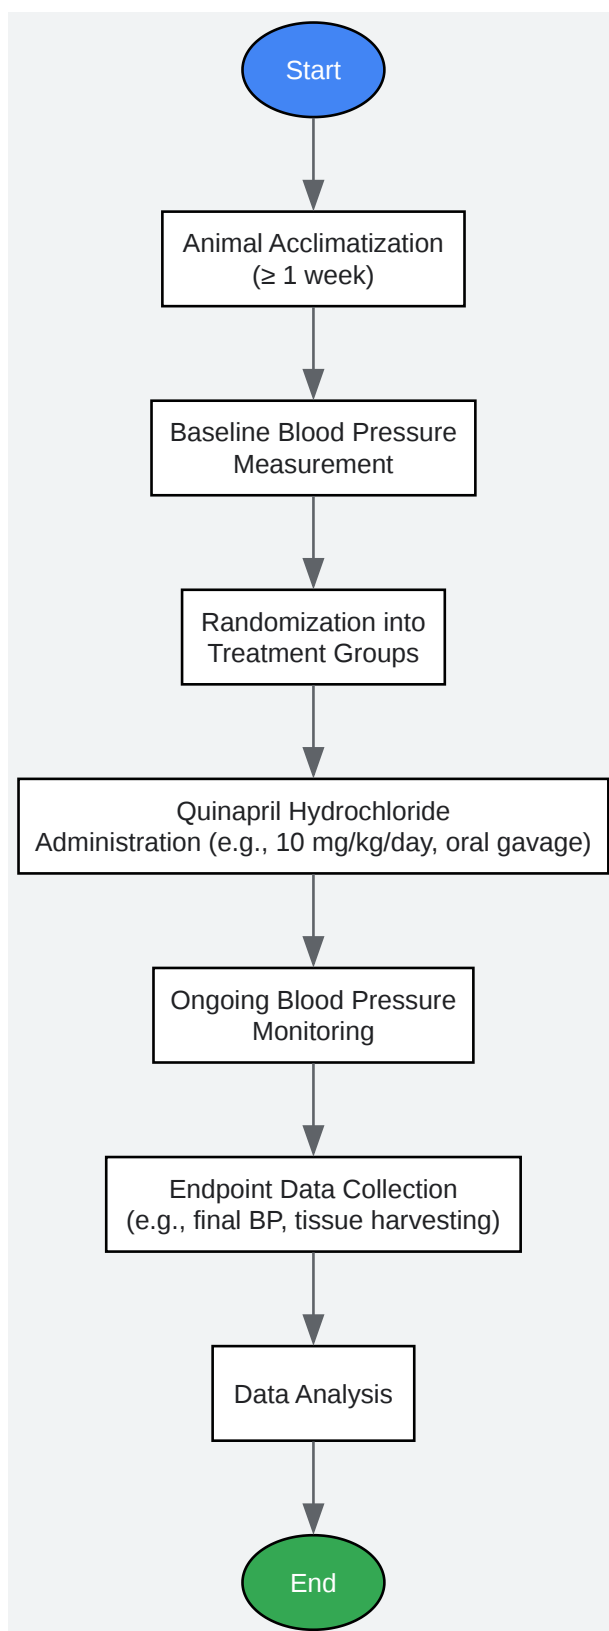 Start
Animal Acclimatization
(≥ 1 week)
Baseline Blood Pressure
Measurement
Randomization into
Treatment Groups
Quinapril Hydrochloride
Administration (e.g., 10 mg/kg/day, oral gavage)
Ongoing Blood Pressure
Monitoring
Endpoint Data Collection
(e.g., final BP, tissue harvesting)
Data Analysis
End